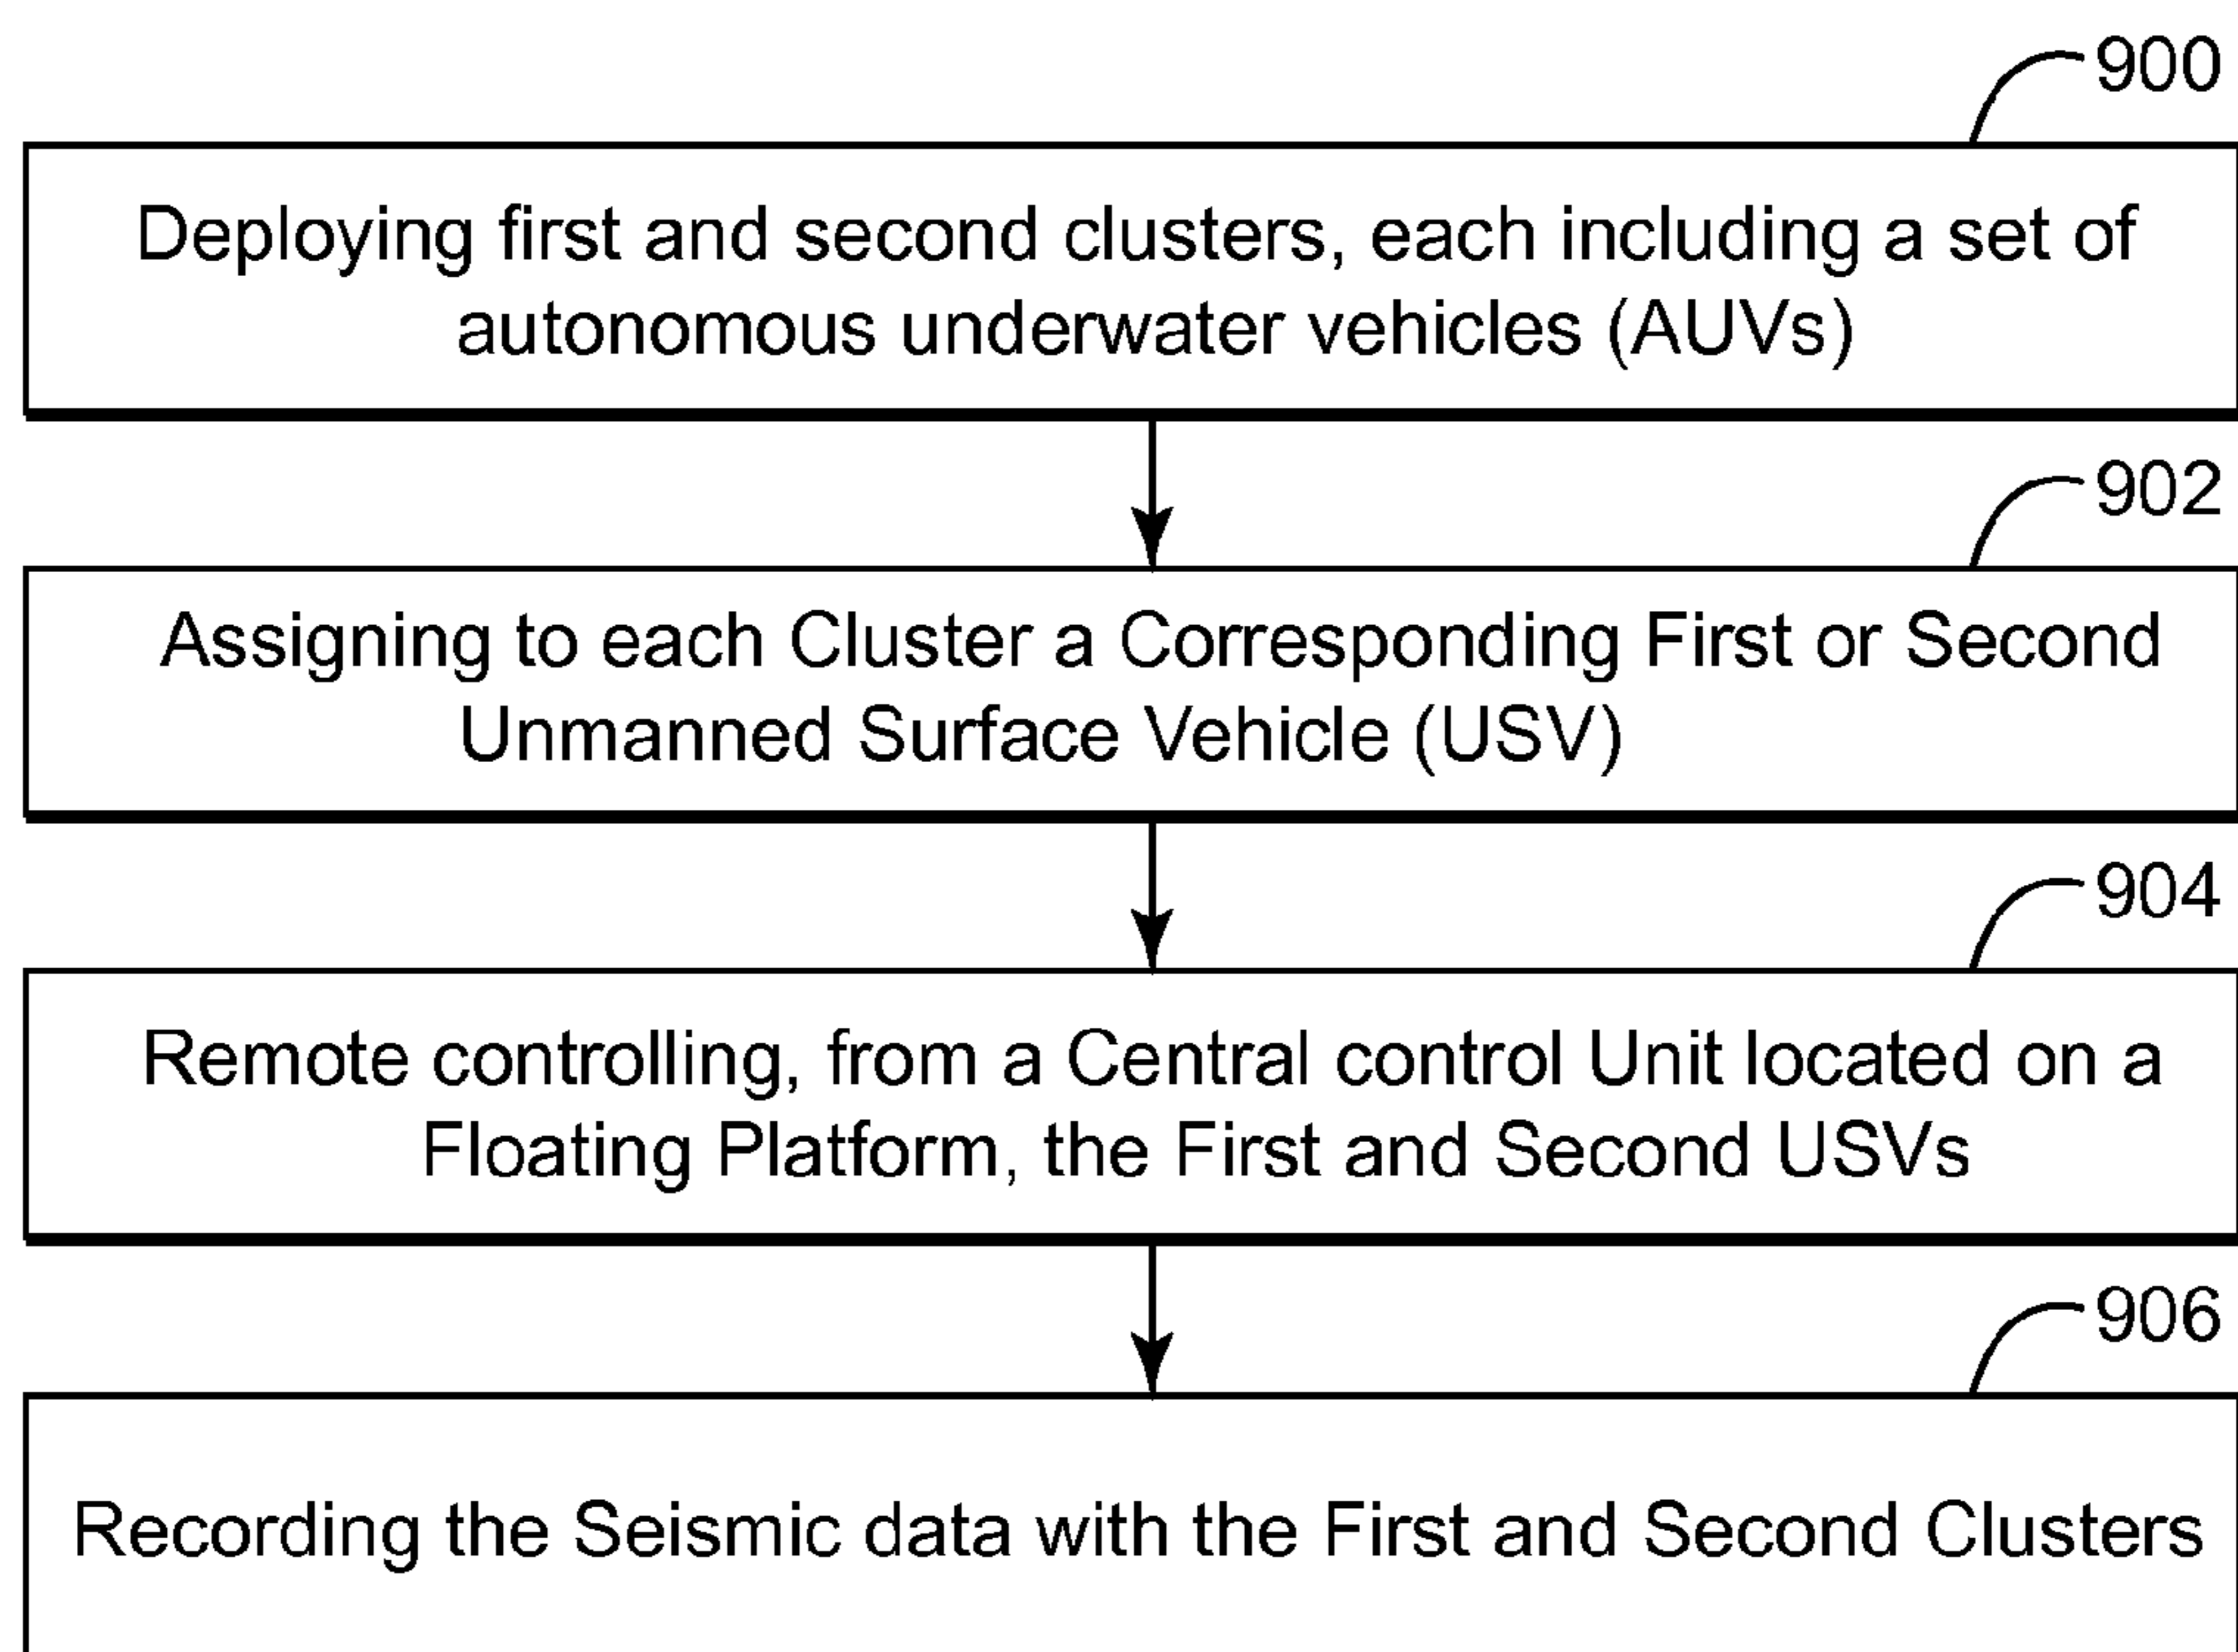 900
Deploying first and second clusters, each including a set of
autonomous underwater vehicles (AUVs)
902
Assigning to each Cluster a Corresponding First or Second
Unmanned Surface Vehicle (USV)
904
Remote controlling, from a Central control Unit located on a
Floating Platform, the First and Second USVs
906
Recording the Seismic data with the First and Second Clusters